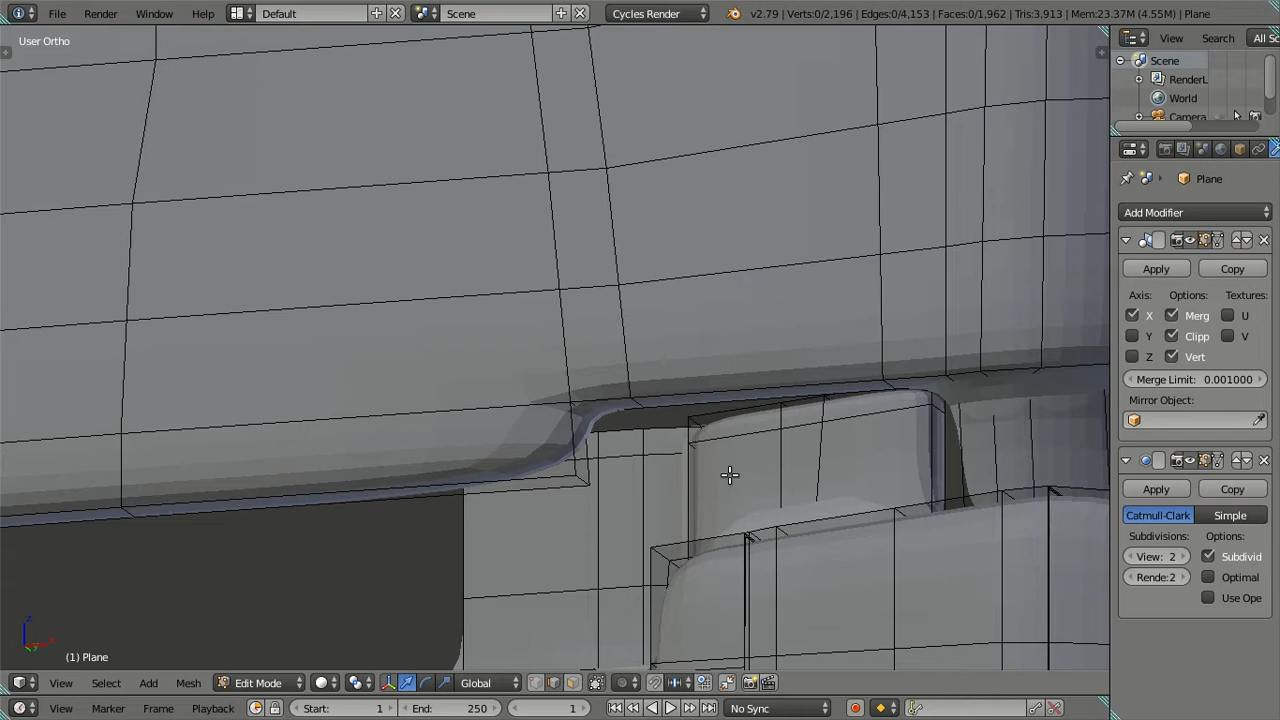 File Render Window Help Default Scene Cycles Render v2.79 | Verts:0/2,196 | Edges:0/4,153 | Faces:0/1,962 | Tris:3,913 | Mem:23.37M (4.55M) | Plane
User Ortho
View Search All Sc
Scene
RenderL
World
Camera
Plane
Add Modifier
Apply Copy
Axis: Options: Textures:
X Merg U
Y Clipp V
Z Vert
Merge Limit: 0.001000
Mirror Object:
Apply Copy
Catmull-Clark Simple
Subdivisions: Options:
View: 2 Subdivid
Rende:2 Optimal
Use Ope
z
x
y
(1) Plane
View Select Add Mesh Edit Mode Global
View Marker Frame Playback Start: 1 End: 250 1 No Sync